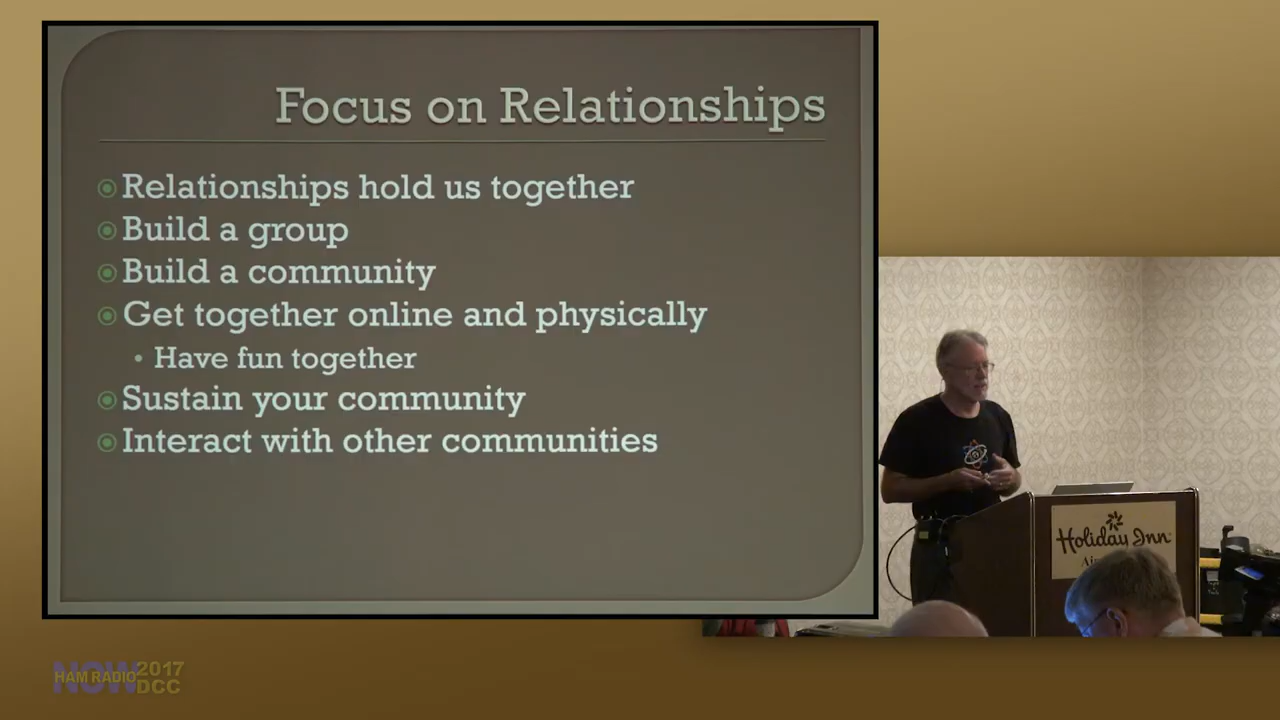 Focus on Relationships
Relationships hold us together
Build a group
Build a community
Get together online and physically
Have fun together
Sustain your community
Interact with other communities
Holiday Inn
NOW
HAM RADIO
2017
DCC